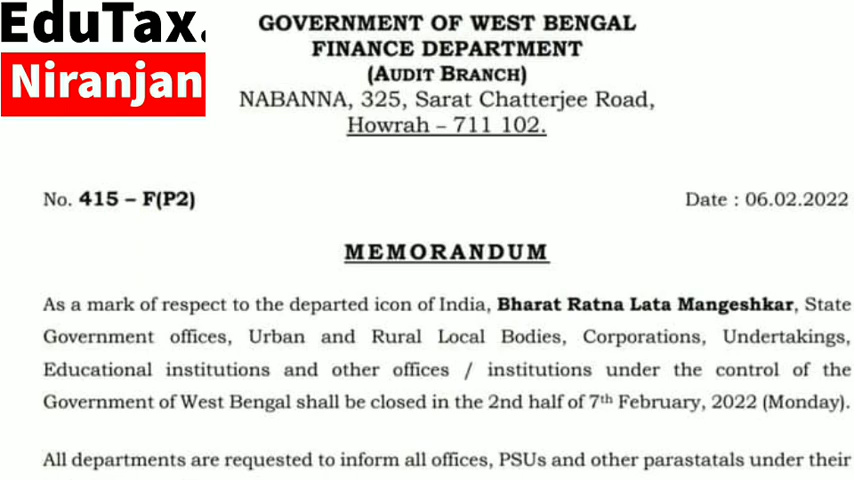 EduTax.
Niranjan
GOVERNMENT OF WEST BENGAL
FINANCE DEPARTMENT
(AUDIT BRANCH)
NABANNA, 325, Sarat Chatterjee Road,
Howrah – 711 102.
No. 415 – F(P2)
Date : 06.02.2022
MEMORANDUM
As a mark of respect to the departed icon of India, Bharat Ratna Lata Mangeshkar, State
Government offices, Urban and Rural Local Bodies, Corporations, Undertakings,
Educational institutions and other offices / institutions under the control of the
Government of West Bengal shall be closed in the 2nd half of 7th February, 2022 (Monday).
All departments are requested to inform all offices, PSUs and other parastatals under their